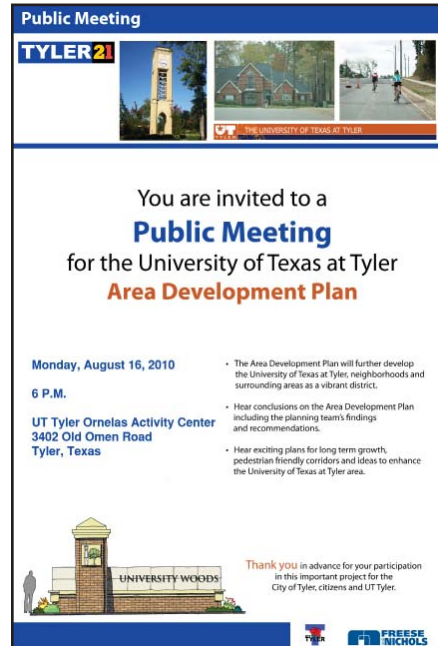 Public Meeting
TYLER 21
UT
TYLER
THE UNIVERSITY OF TEXAS AT TYLER
You are invited to a
Public Meeting
for the University of Texas at Tyler
Area Development Plan
Monday, August 16, 2010
6 P.M.
UT Tyler Ornelas Activity Center
3402 Old Omen Road
Tyler, Texas
• The Area Development Plan will further develop
the University of Texas at Tyler, neighborhoods and
surrounding areas as a vibrant district.
• Hear conclusions on the Area Development Plan
including the planning team's findings
and recommendations.
• Hear exciting plans for long term growth,
pedestrian friendly corridors and ideas to enhance
the University of Texas at Tyler area.
UNIVERSITY WOODS
Thank you in advance for your participation
in this important project for the
City of Tyler, citizens and UT Tyler.
TYLER
FREESE
NICHOLS